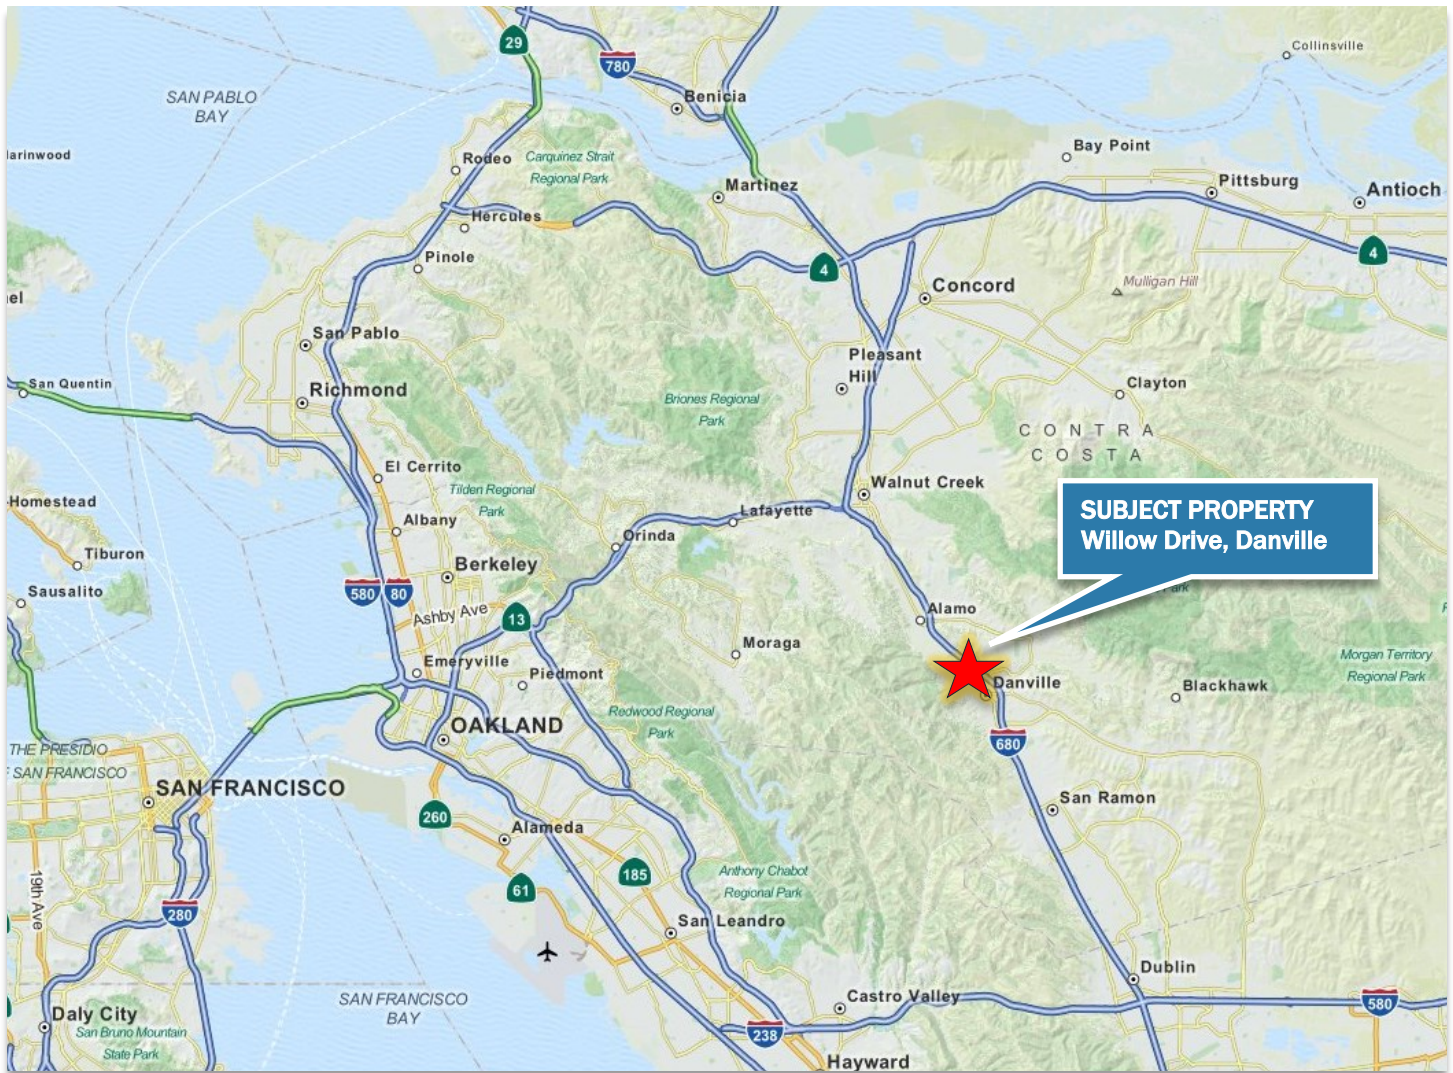 29
780
Collinsville
SAN PABLO
BAY
Benicia
arinwood
Rodeo
Carquinez Strait
Regional Park
Bay Point
Martinez
Pittsburg
Antioch
Hercules
4
4
Pinole
Mulligan Hill
Concord
el
San Pablo
Pleasant
Hill
San Quentin
Richmond
Clayton
Briones Regional
Park
CONTRA
COSTA
El Cerrito
Walnut Creek
Tilden Regional
Park
Homestead
SUBJECT PROPERTY
Willow Drive, Danville
Lafayette
Albany
Orinda
Tiburon
Berkeley
580
80
Sausalito
Park
Ashby Ave
13
Alamo
Moraga
Emeryville
Piedmont
Morgan Territory
Regional Park
Danville
Blackhawk
Redwood Regional
Park
OAKLAND
680
THE PRESIDIO
SAN FRANCISCO
SAN FRANCISCO
San Ramon
260
Alameda
19th Ave
185
Anthony Chabot
Regional Park
61
280
San Leandro
Dublin
SAN FRANCISCO
BAY
Castro Valley
580
Daly City
San Bruno Mountain
State Park
238
Hayward